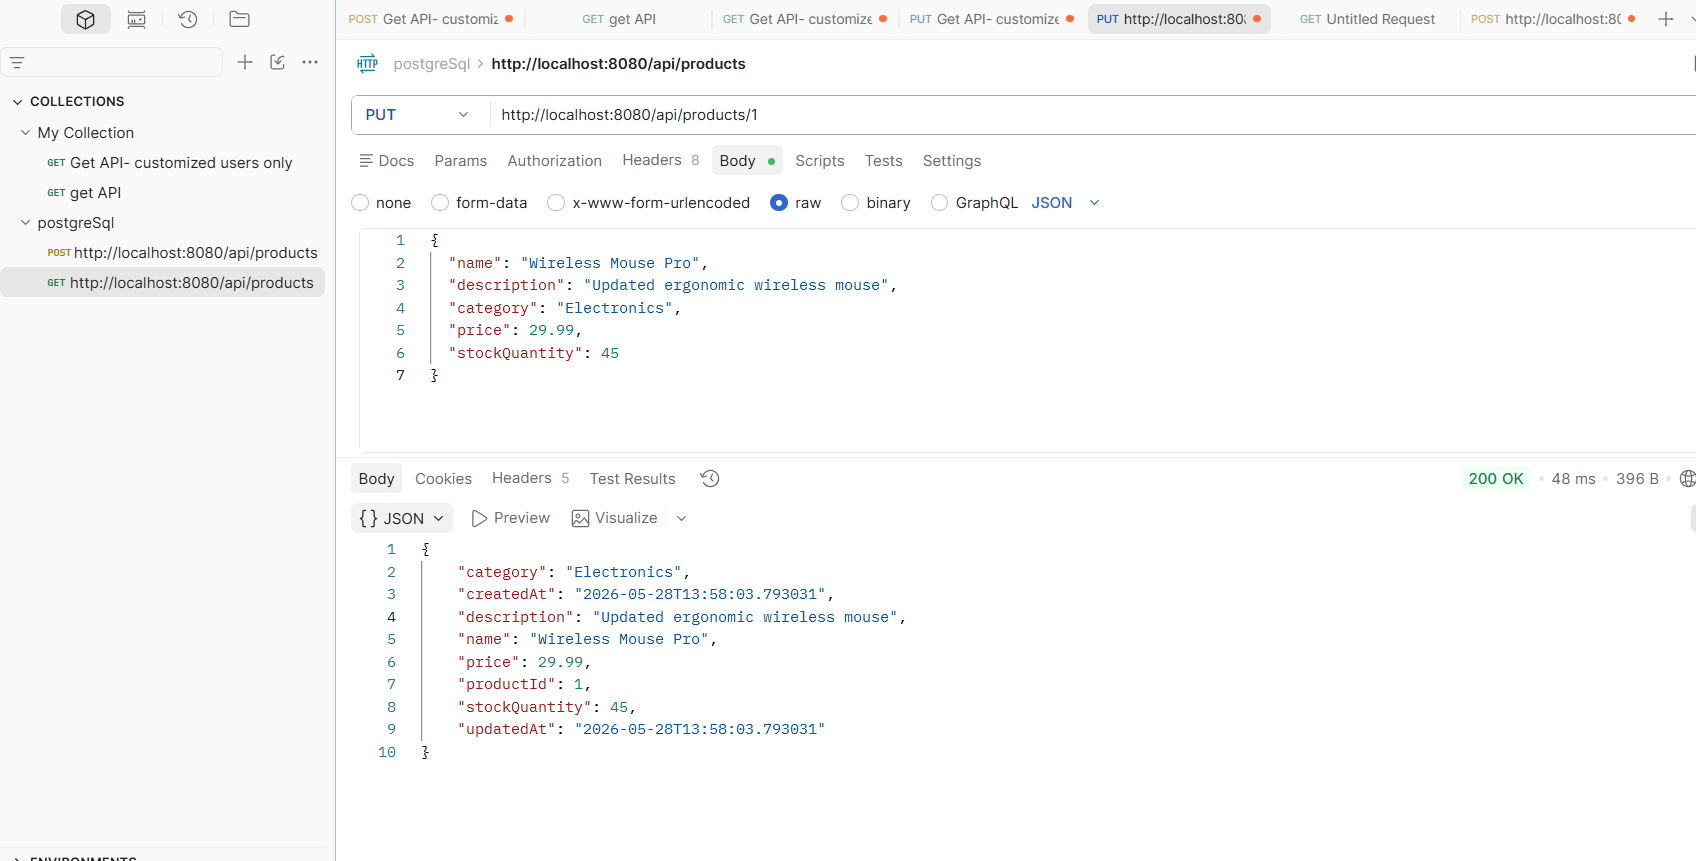 POST Get API- customiz
GET get API
GET Get API- customize
PUT Get API- customize
PUT http://localhost:80
GET Untitled Request
POST http://localhost:80
COLLECTIONS
My Collection
GET Get API- customized users only
GET get API
postgreSql
POST http://localhost:8080/api/products
GET http://localhost:8080/api/products
ENVIRONMENTS
HTTP postgreSql > http://localhost:8080/api/products
PUT http://localhost:8080/api/products/1
Docs Params Authorization Headers 8 Body Scripts Tests Settings
none form-data x-www-form-urlencoded raw binary GraphQL JSON
1 {
2 "name": "Wireless Mouse Pro",
3 "description": "Updated ergonomic wireless mouse",
4 "category": "Electronics",
5 "price": 29.99,
6 "stockQuantity": 45
7 }
Body Cookies Headers 5 Test Results 200 OK • 48 ms • 396 B •
{} JSON Preview Visualize
1 {
2 "category": "Electronics",
3 "createdAt": "2026-05-28T13:58:03.793031",
4 "description": "Updated ergonomic wireless mouse",
5 "name": "Wireless Mouse Pro",
6 "price": 29.99,
7 "productId": 1,
8 "stockQuantity": 45,
9 "updatedAt": "2026-05-28T13:58:03.793031"
10 }